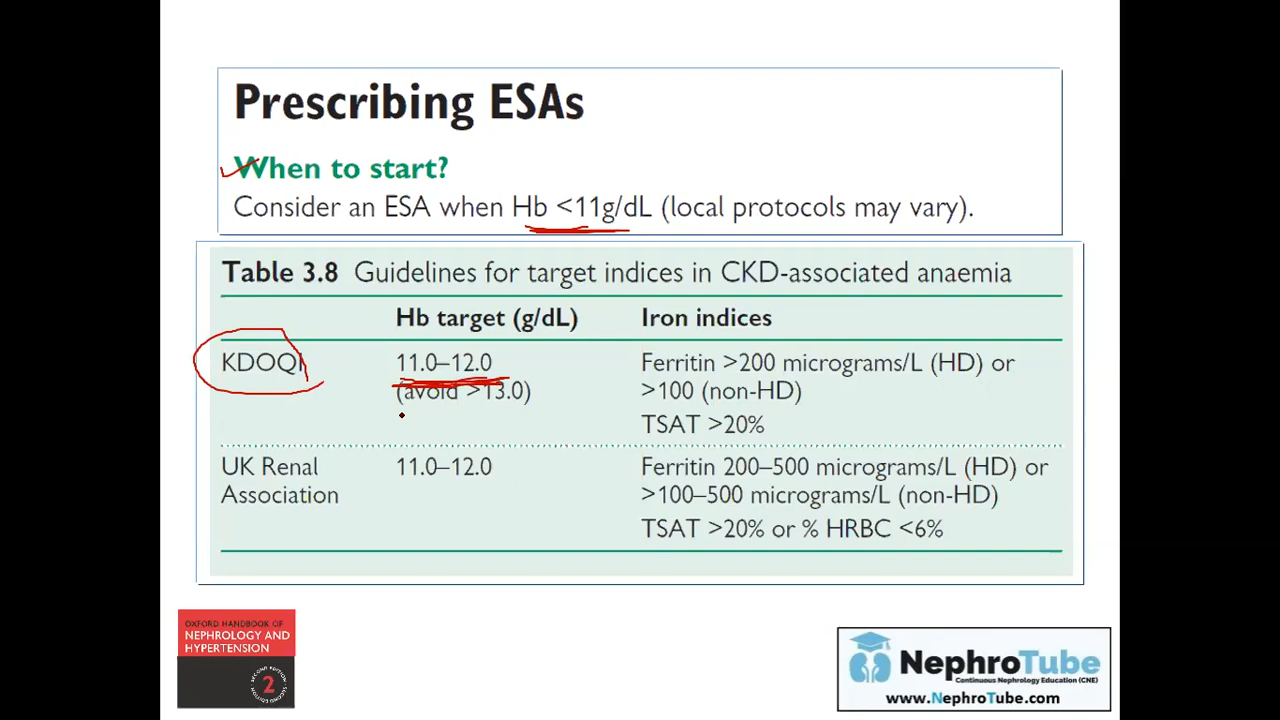 Prescribing ESAs
When to start?
Consider an ESA when Hb <11g/dL (local protocols may vary).
Table 3.8 Guidelines for target indices in CKD-associated anaemia
Hb target (g/dL) Iron indices
KDOQI 11.0–12.0 Ferritin >200 micrograms/L (HD) or
(avoid >13.0) >100 (non-HD)
TSAT >20%
UK Renal 11.0–12.0 Ferritin 200–500 micrograms/L (HD) or
Association >100–500 micrograms/L (non-HD)
TSAT >20% or % HRBC <6%
OXFORD HANDBOOK OF
NEPHROLOGY AND
HYPERTENSION
SECOND EDITION
2
NephroTube
Continuous Nephrology Education (CNE)
www.NephroTube.com